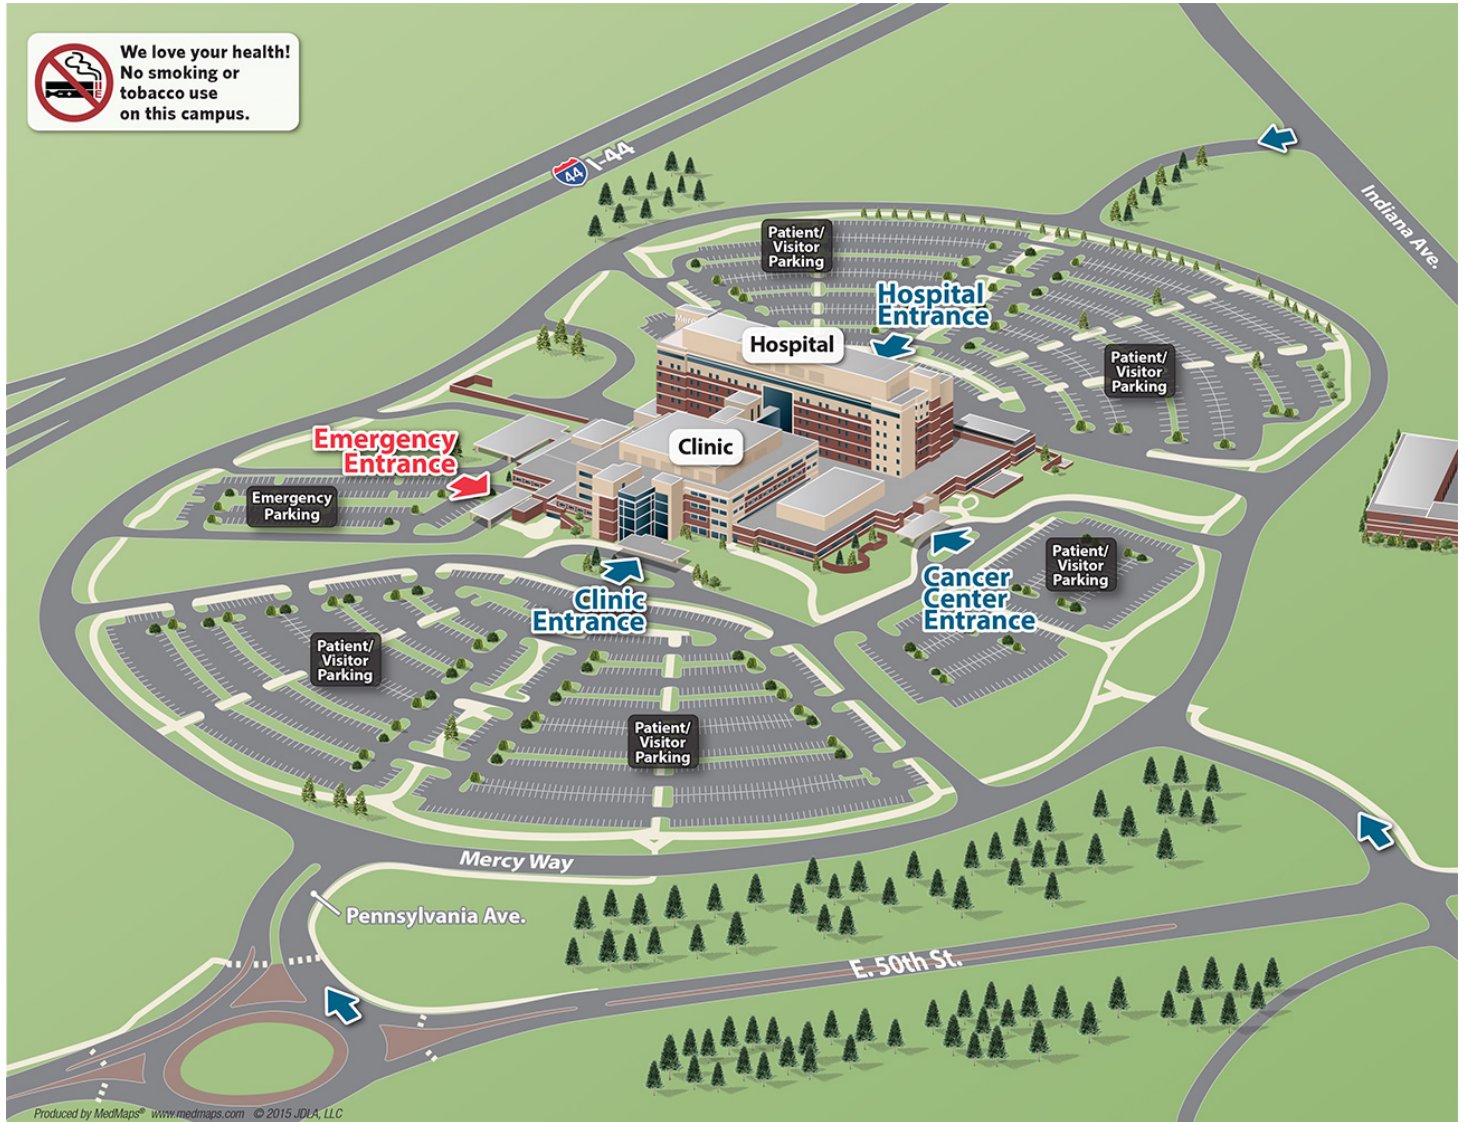 We love your health!
No smoking or
tobacco use
on this campus.
44
I-44
Indiana Ave.
Patient/
Visitor
Parking
Hospital
Entrance
Hospital
Patient/
Visitor
Parking
Clinic
Emergency
Entrance
Emergency
Parking
Patient/
Visitor
Parking
Cancer
Center
Entrance
Clinic
Entrance
Patient/
Visitor
Parking
Patient/
Visitor
Parking
Mercy Way
Pennsylvania Ave.
E. 50th St.
Produced by MedMaps® www.medmaps.com © 2015 JDLA, LLC